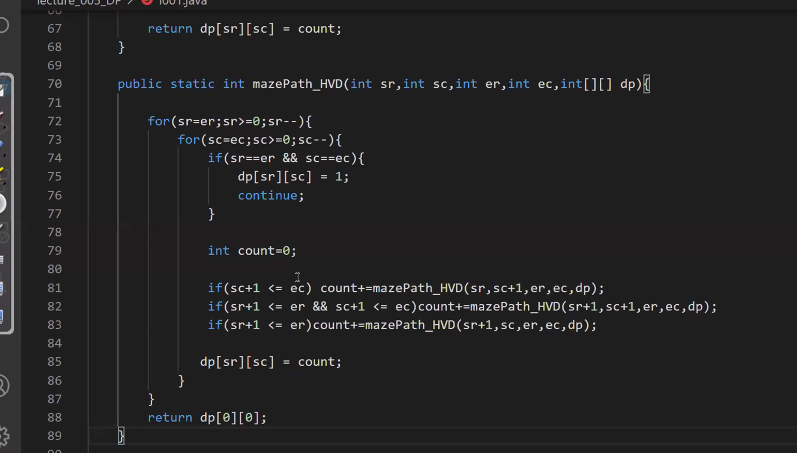 lecture_005_DP > l001.java
67 return dp[sr][sc] = count;
68 }
69
70 public static int mazePath_HVD(int sr,int sc,int er,int ec,int[][] dp){
71
72 for(sr=er;sr>=0;sr--){
73 for(sc=ec;sc>=0;sc--){
74 if(sr==er && sc==ec){
75 dp[sr][sc] = 1;
76 continue;
77 }
78
79 int count=0;
80
81 if(sc+1 <= ec) count+=mazePath_HVD(sr,sc+1,er,ec,dp);
82 if(sr+1 <= er && sc+1 <= ec)count+=mazePath_HVD(sr+1,sc+1,er,ec,dp);
83 if(sr+1 <= er)count+=mazePath_HVD(sr+1,sc,er,ec,dp);
84
85 dp[sr][sc] = count;
86 }
87 }
88 return dp[0][0];
89 }